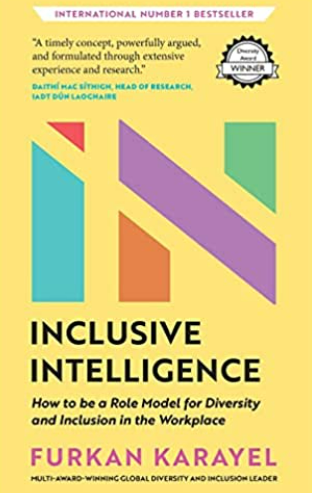 INTERNATIONAL NUMBER 1 BESTSELLER
"A timely concept, powerfully argued,
and formulated through extensive
experience and research."
DAITHÍ MAC SÍTHIGH, HEAD OF RESEARCH,
IADT DÚN LAOGHAIRE
Diversity
Award
WINNER
IN
INCLUSIVE
INTELLIGENCE
How to be a Role Model for Diversity
and Inclusion in the Workplace
FURKAN KARAYEL
MULTI-AWARD-WINNING GLOBAL DIVERSITY AND INCLUSION LEADER